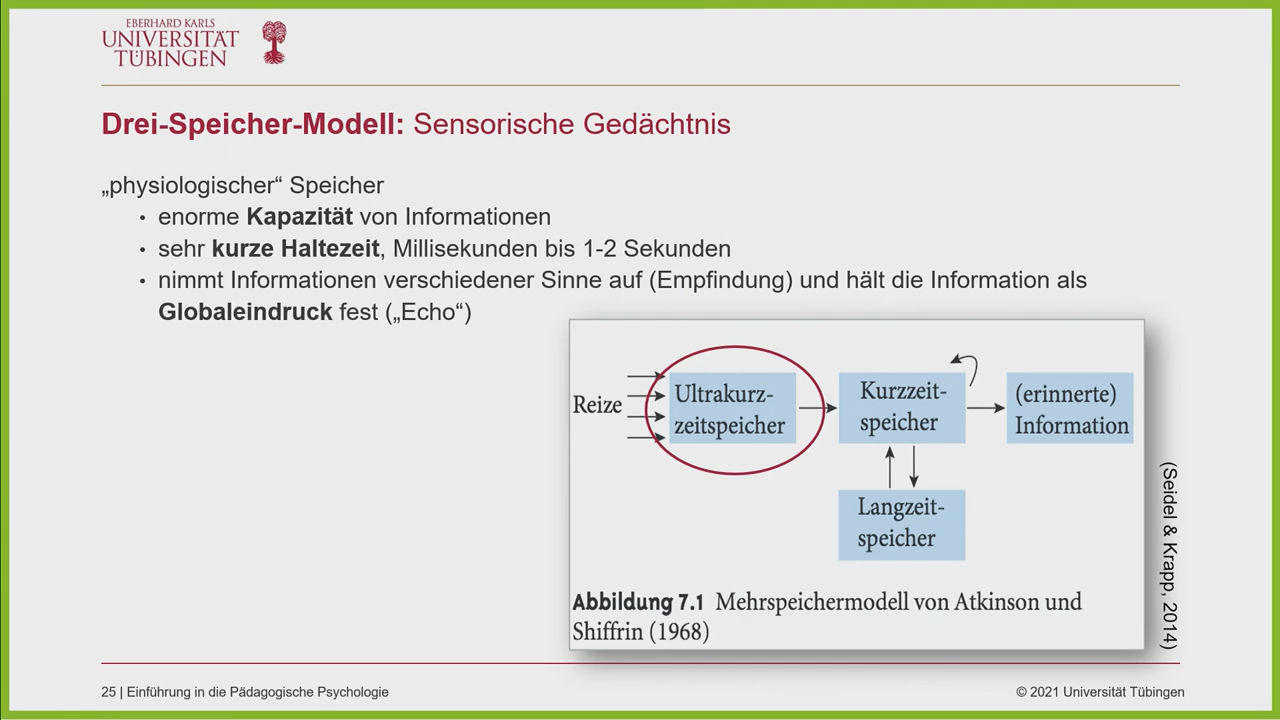 EBERHARD KARLS
UNIVERSITÄT
TÜBINGEN
Drei-Speicher-Modell: Sensorische Gedächtnis
„physiologischer“ Speicher
• enorme Kapazität von Informationen
• sehr kurze Haltezeit, Millisekunden bis 1-2 Sekunden
• nimmt Informationen verschiedener Sinne auf (Empfindung) und hält die Information als
Globaleindruck fest („Echo“)
Reize
Ultrakurz-
zeitspeicher
Kurzzeit-
speicher
(erinnerte)
Information
Langzeit-
speicher
Abbildung 7.1 Mehrspeichermodell von Atkinson und
Shiffrin (1968)
(Seidel & Krapp, 2014)
25 | Einführung in die Pädagogische Psychologie
© 2021 Universität Tübingen